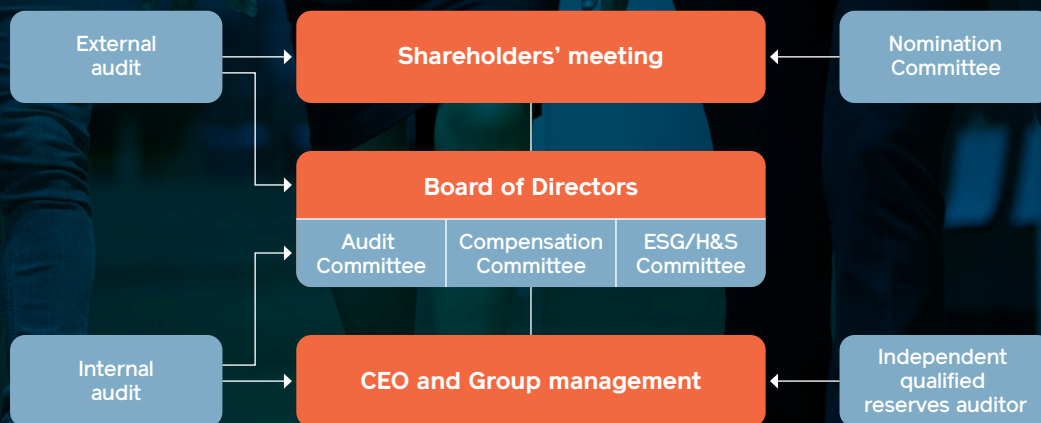 External
audit
Shareholders’ meeting
Nomination
Committee
Board of Directors
Audit
Committee
Compensation
Committee
ESG/H&S
Committee
Internal
audit
CEO and Group management
Independent
qualified
reserves auditor